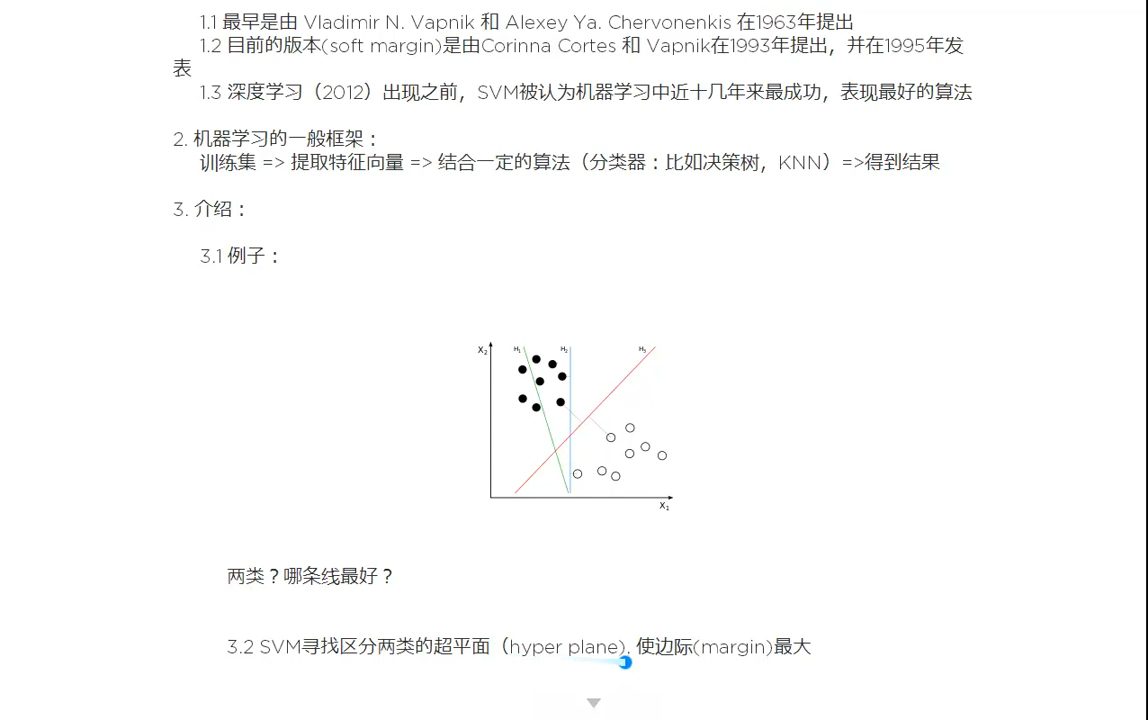 1.1 最早是由 Vladimir N. Vapnik 和 Alexey Ya. Chervonenkis 在1963年提出
1.2 目前的版本(soft margin)是由Corinna Cortes 和 Vapnik在1993年提出，并在1995年发
表
1.3 深度学习（2012）出现之前，SVM被认为机器学习中近十几年来最成功，表现最好的算法
2. 机器学习的一般框架：
训练集 => 提取特征向量 => 结合一定的算法（分类器：比如决策树，KNN）=>得到结果
3. 介绍：
3.1 例子：
X₂ H₁ H₂ H₃
X₁
两类？哪条线最好？
3.2 SVM寻找区分两类的超平面（hyper plane), 使边际(margin)最大